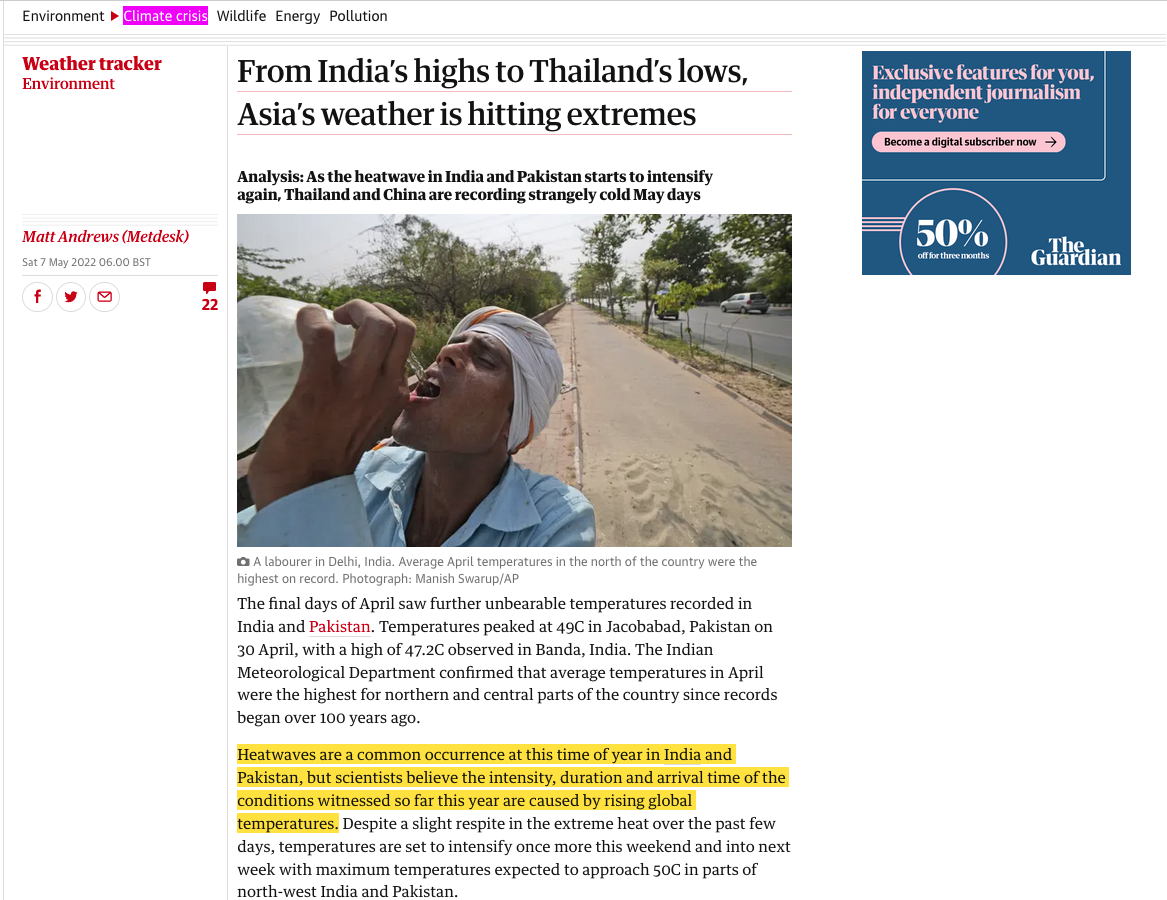 Environment ▶ Climate crisis Wildlife Energy Pollution
Weather tracker
Environment
From India’s highs to Thailand’s lows,
Asia’s weather is hitting extremes
Analysis: As the heatwave in India and Pakistan starts to intensify
again, Thailand and China are recording strangely cold May days
Matt Andrews (Metdesk)
Sat 7 May 2022 06.00 BST
22
A labourer in Delhi, India. Average April temperatures in the north of the country were the
highest on record. Photograph: Manish Swarup/AP
The final days of April saw further unbearable temperatures recorded in
India and Pakistan. Temperatures peaked at 49C in Jacobabad, Pakistan on
30 April, with a high of 47.2C observed in Banda, India. The Indian
Meteorological Department confirmed that average temperatures in April
were the highest for northern and central parts of the country since records
began over 100 years ago.
Heatwaves are a common occurrence at this time of year in India and
Pakistan, but scientists believe the intensity, duration and arrival time of the
conditions witnessed so far this year are caused by rising global
temperatures. Despite a slight respite in the extreme heat over the past few
days, temperatures are set to intensify once more this weekend and into next
week with maximum temperatures expected to approach 50C in parts of
north-west India and Pakistan.
Exclusive features for you,
independent journalism
for everyone
Become a digital subscriber now →
50%
off for three months
The
Guardian